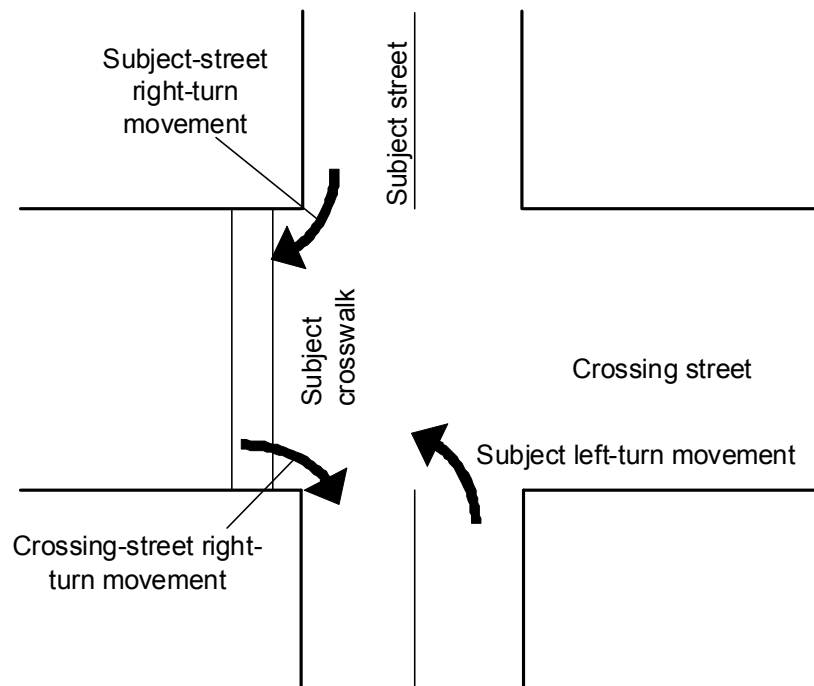 Subject-street
right-turn
movement
Subject street
Subject
crosswalk
Crossing street
Subject left-turn movement
Crossing-street right-
turn movement